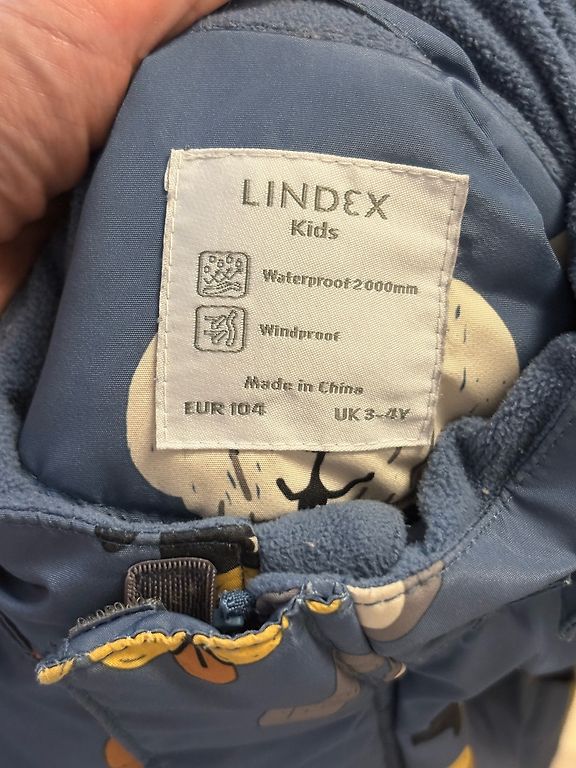 LINDEX
Kids
Waterproof 2000mm
Windproof
Made in China
EUR 104 UK 3-4Y